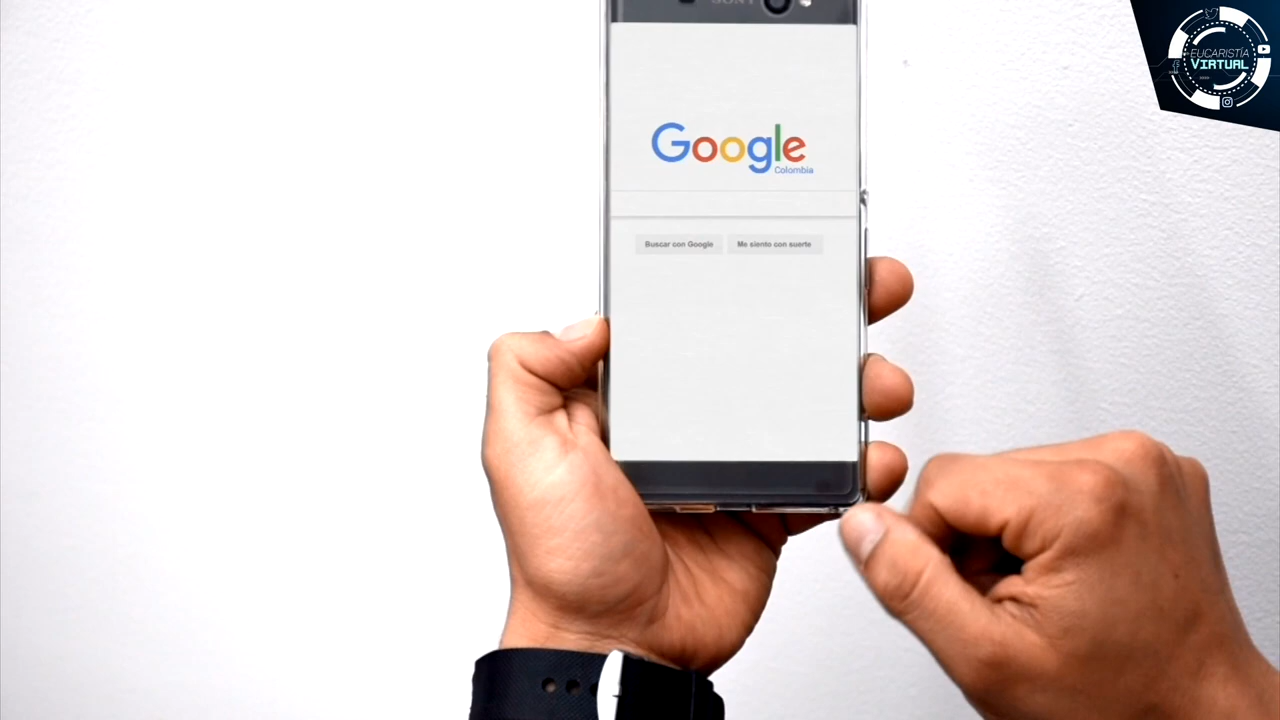 SONY
EUCARISTÍA
VIRTUAL
Google
Colombia
Buscar con Google
Me siento con suerte